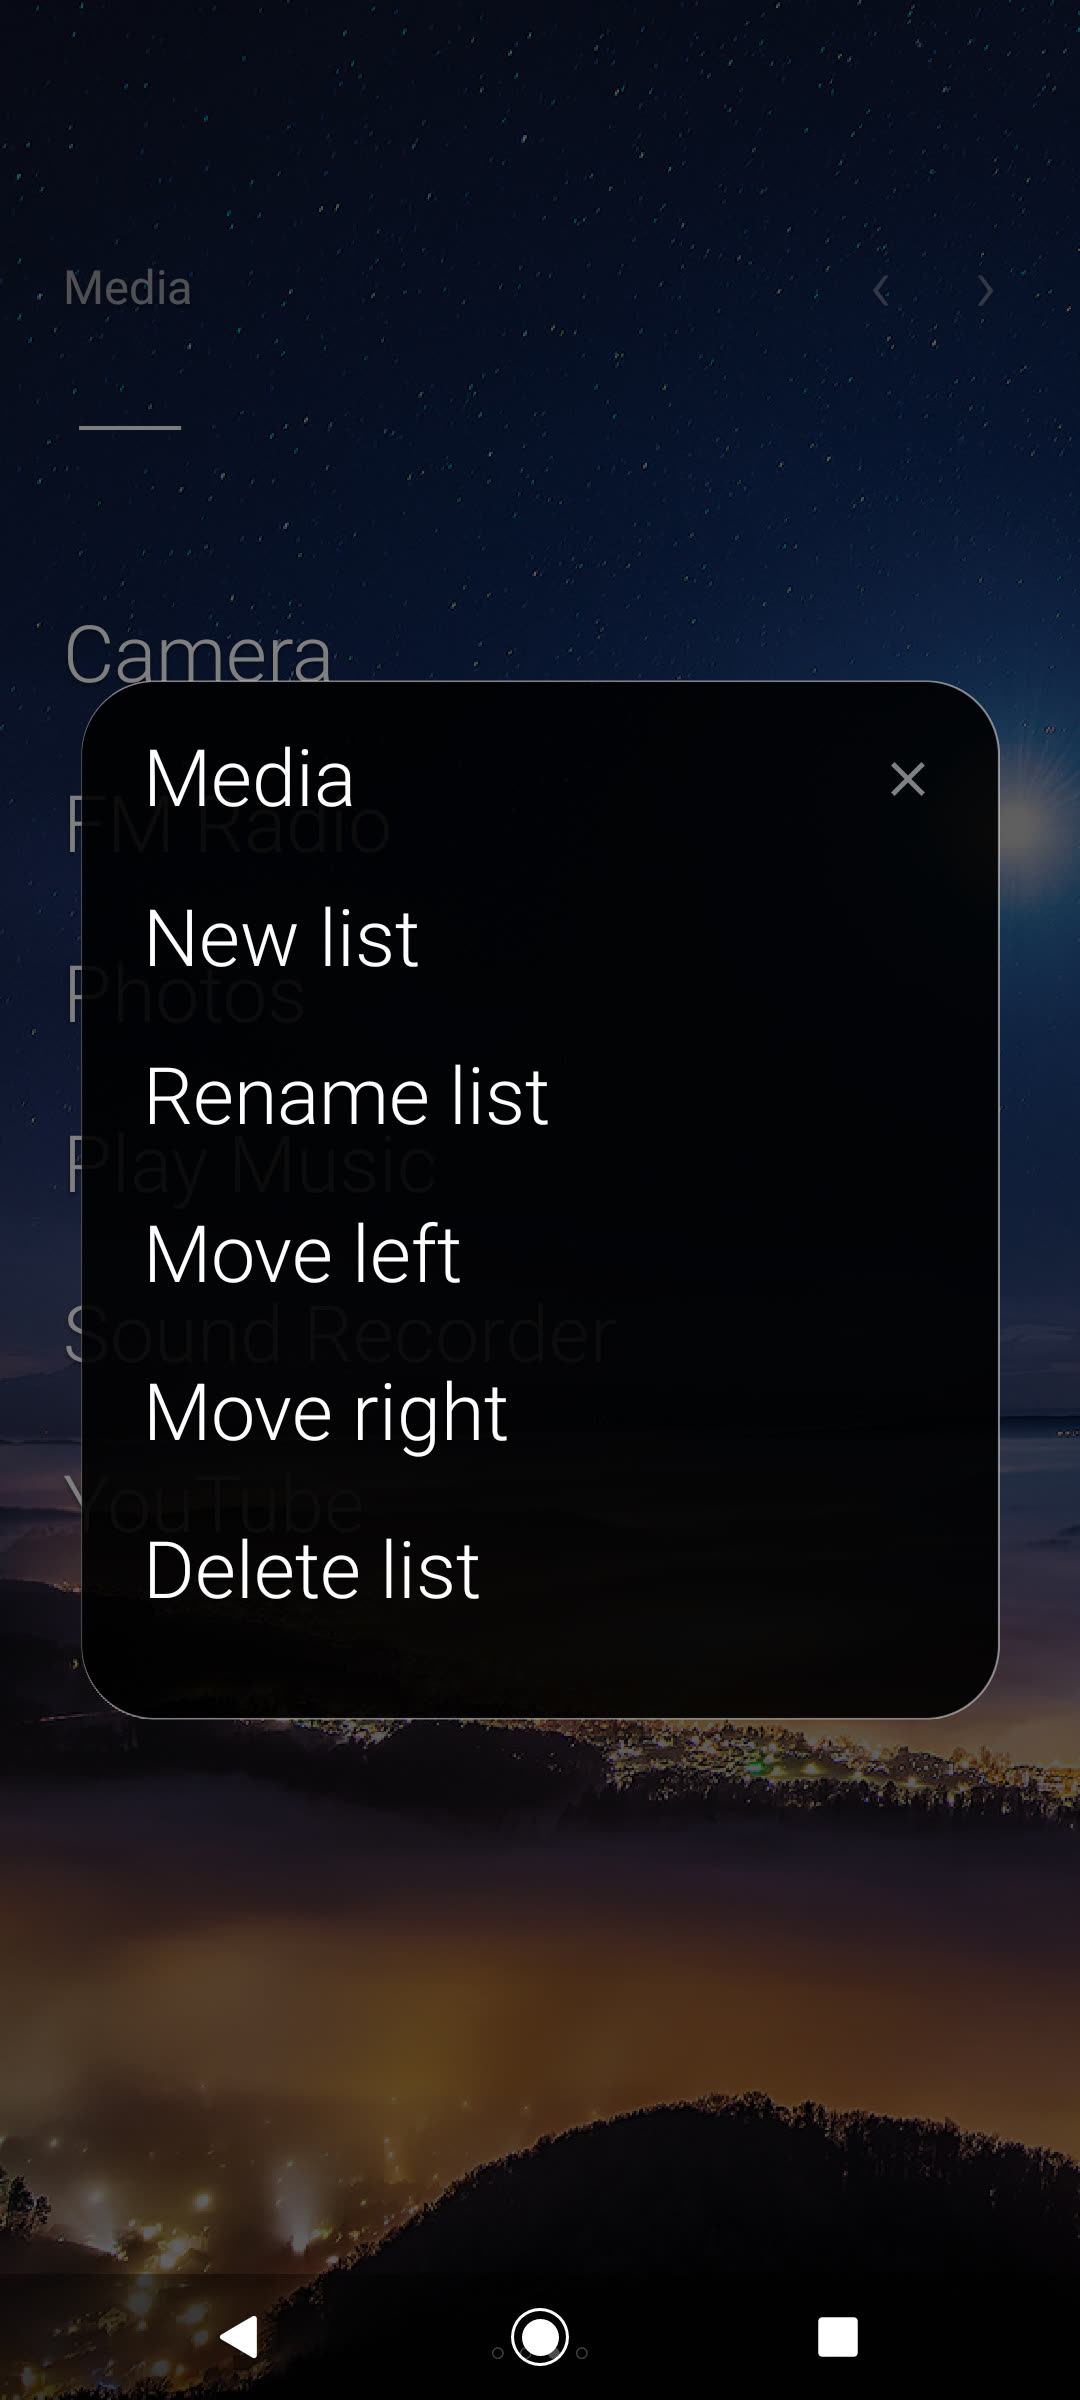 Media
Camera
Media
FM Radio
New list
Photos
Rename list
Play Music
Move left
Sound Recorder
Move right
YouTube
Delete list